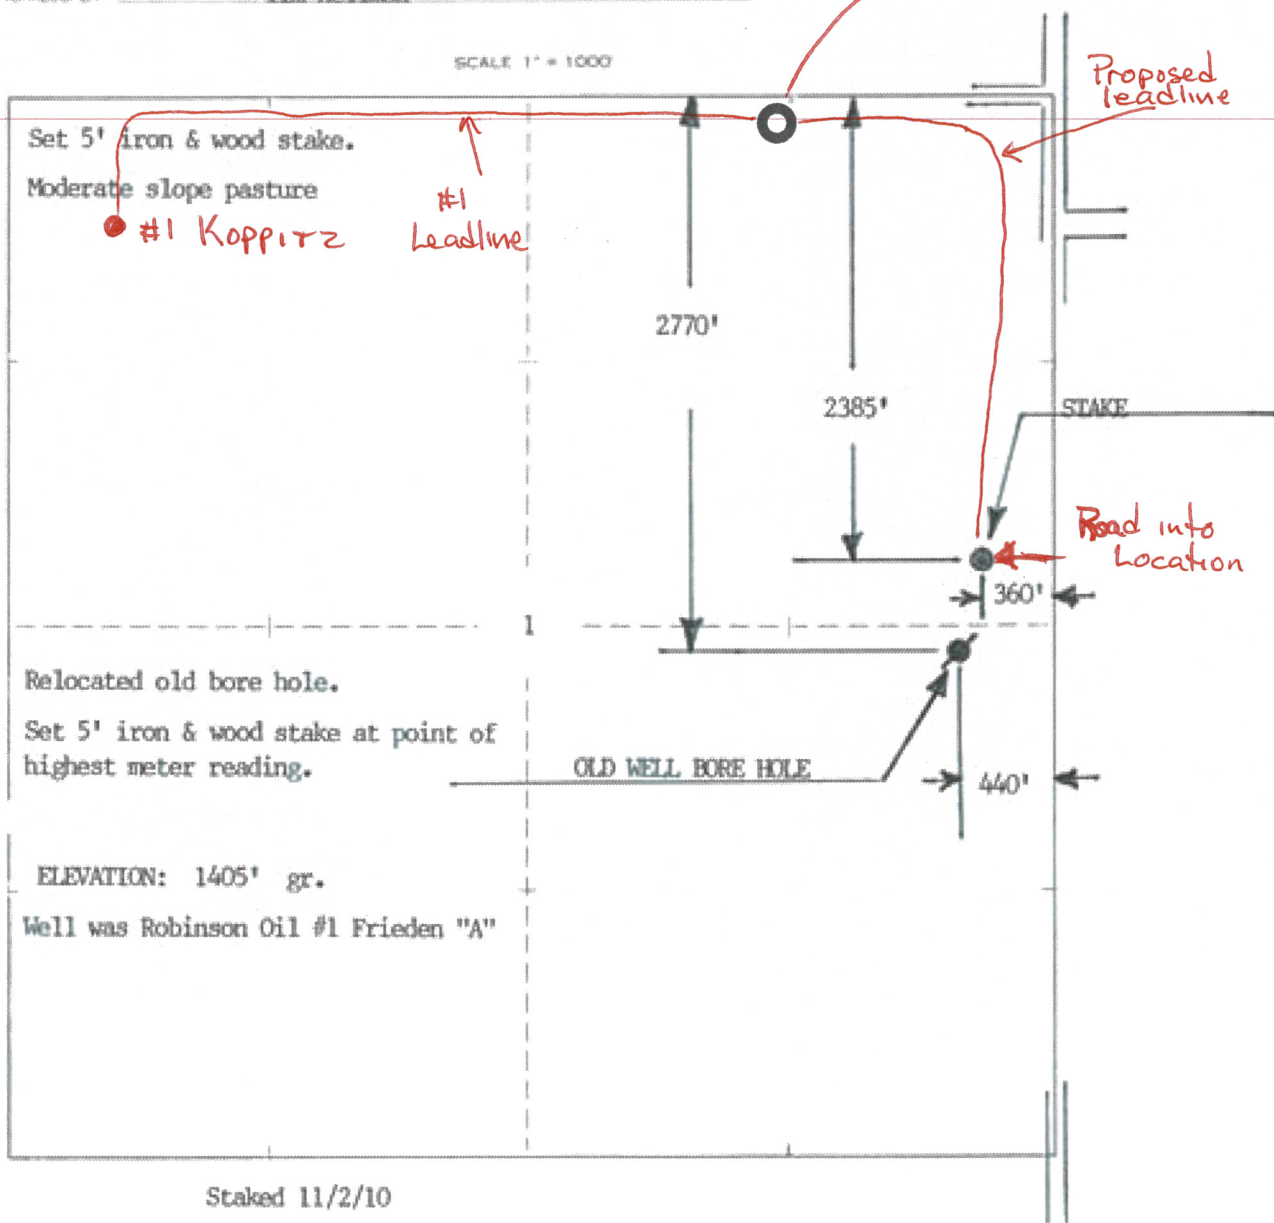 SCALE 1" = 1000'
Proposed
leadline
Set 5' iron & wood stake.
Moderate slope pasture
#1 Koppitz
#1
Leadline
2770'
2385'
STAKE
Road into
Location
360'
1
Relocated old bore hole.
Set 5' iron & wood stake at point of
highest meter reading.
OLD WELL BORE HOLE
440'
ELEVATION: 1405' gr.
Well was Robinson Oil #1 Frieden "A"
Staked 11/2/10